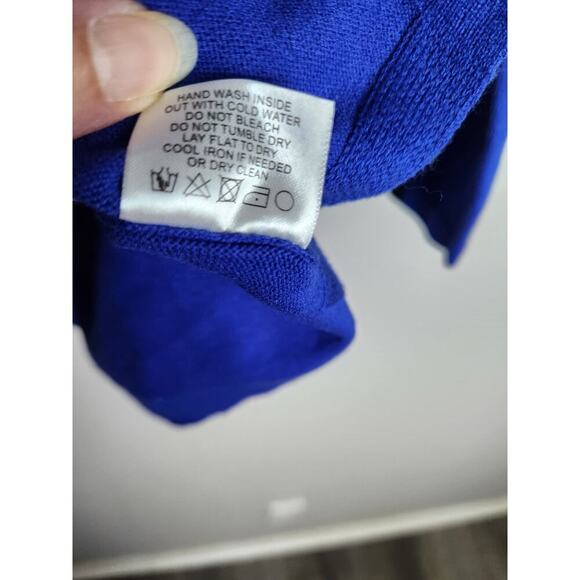 HAND WASH INSIDE
OUT WITH COLD WATER
DO NOT BLEACH
DO NOT TUMBLE DRY
LAY FLAT TO DRY
COOL IRON IF NEEDED
OR DRY CLEAN